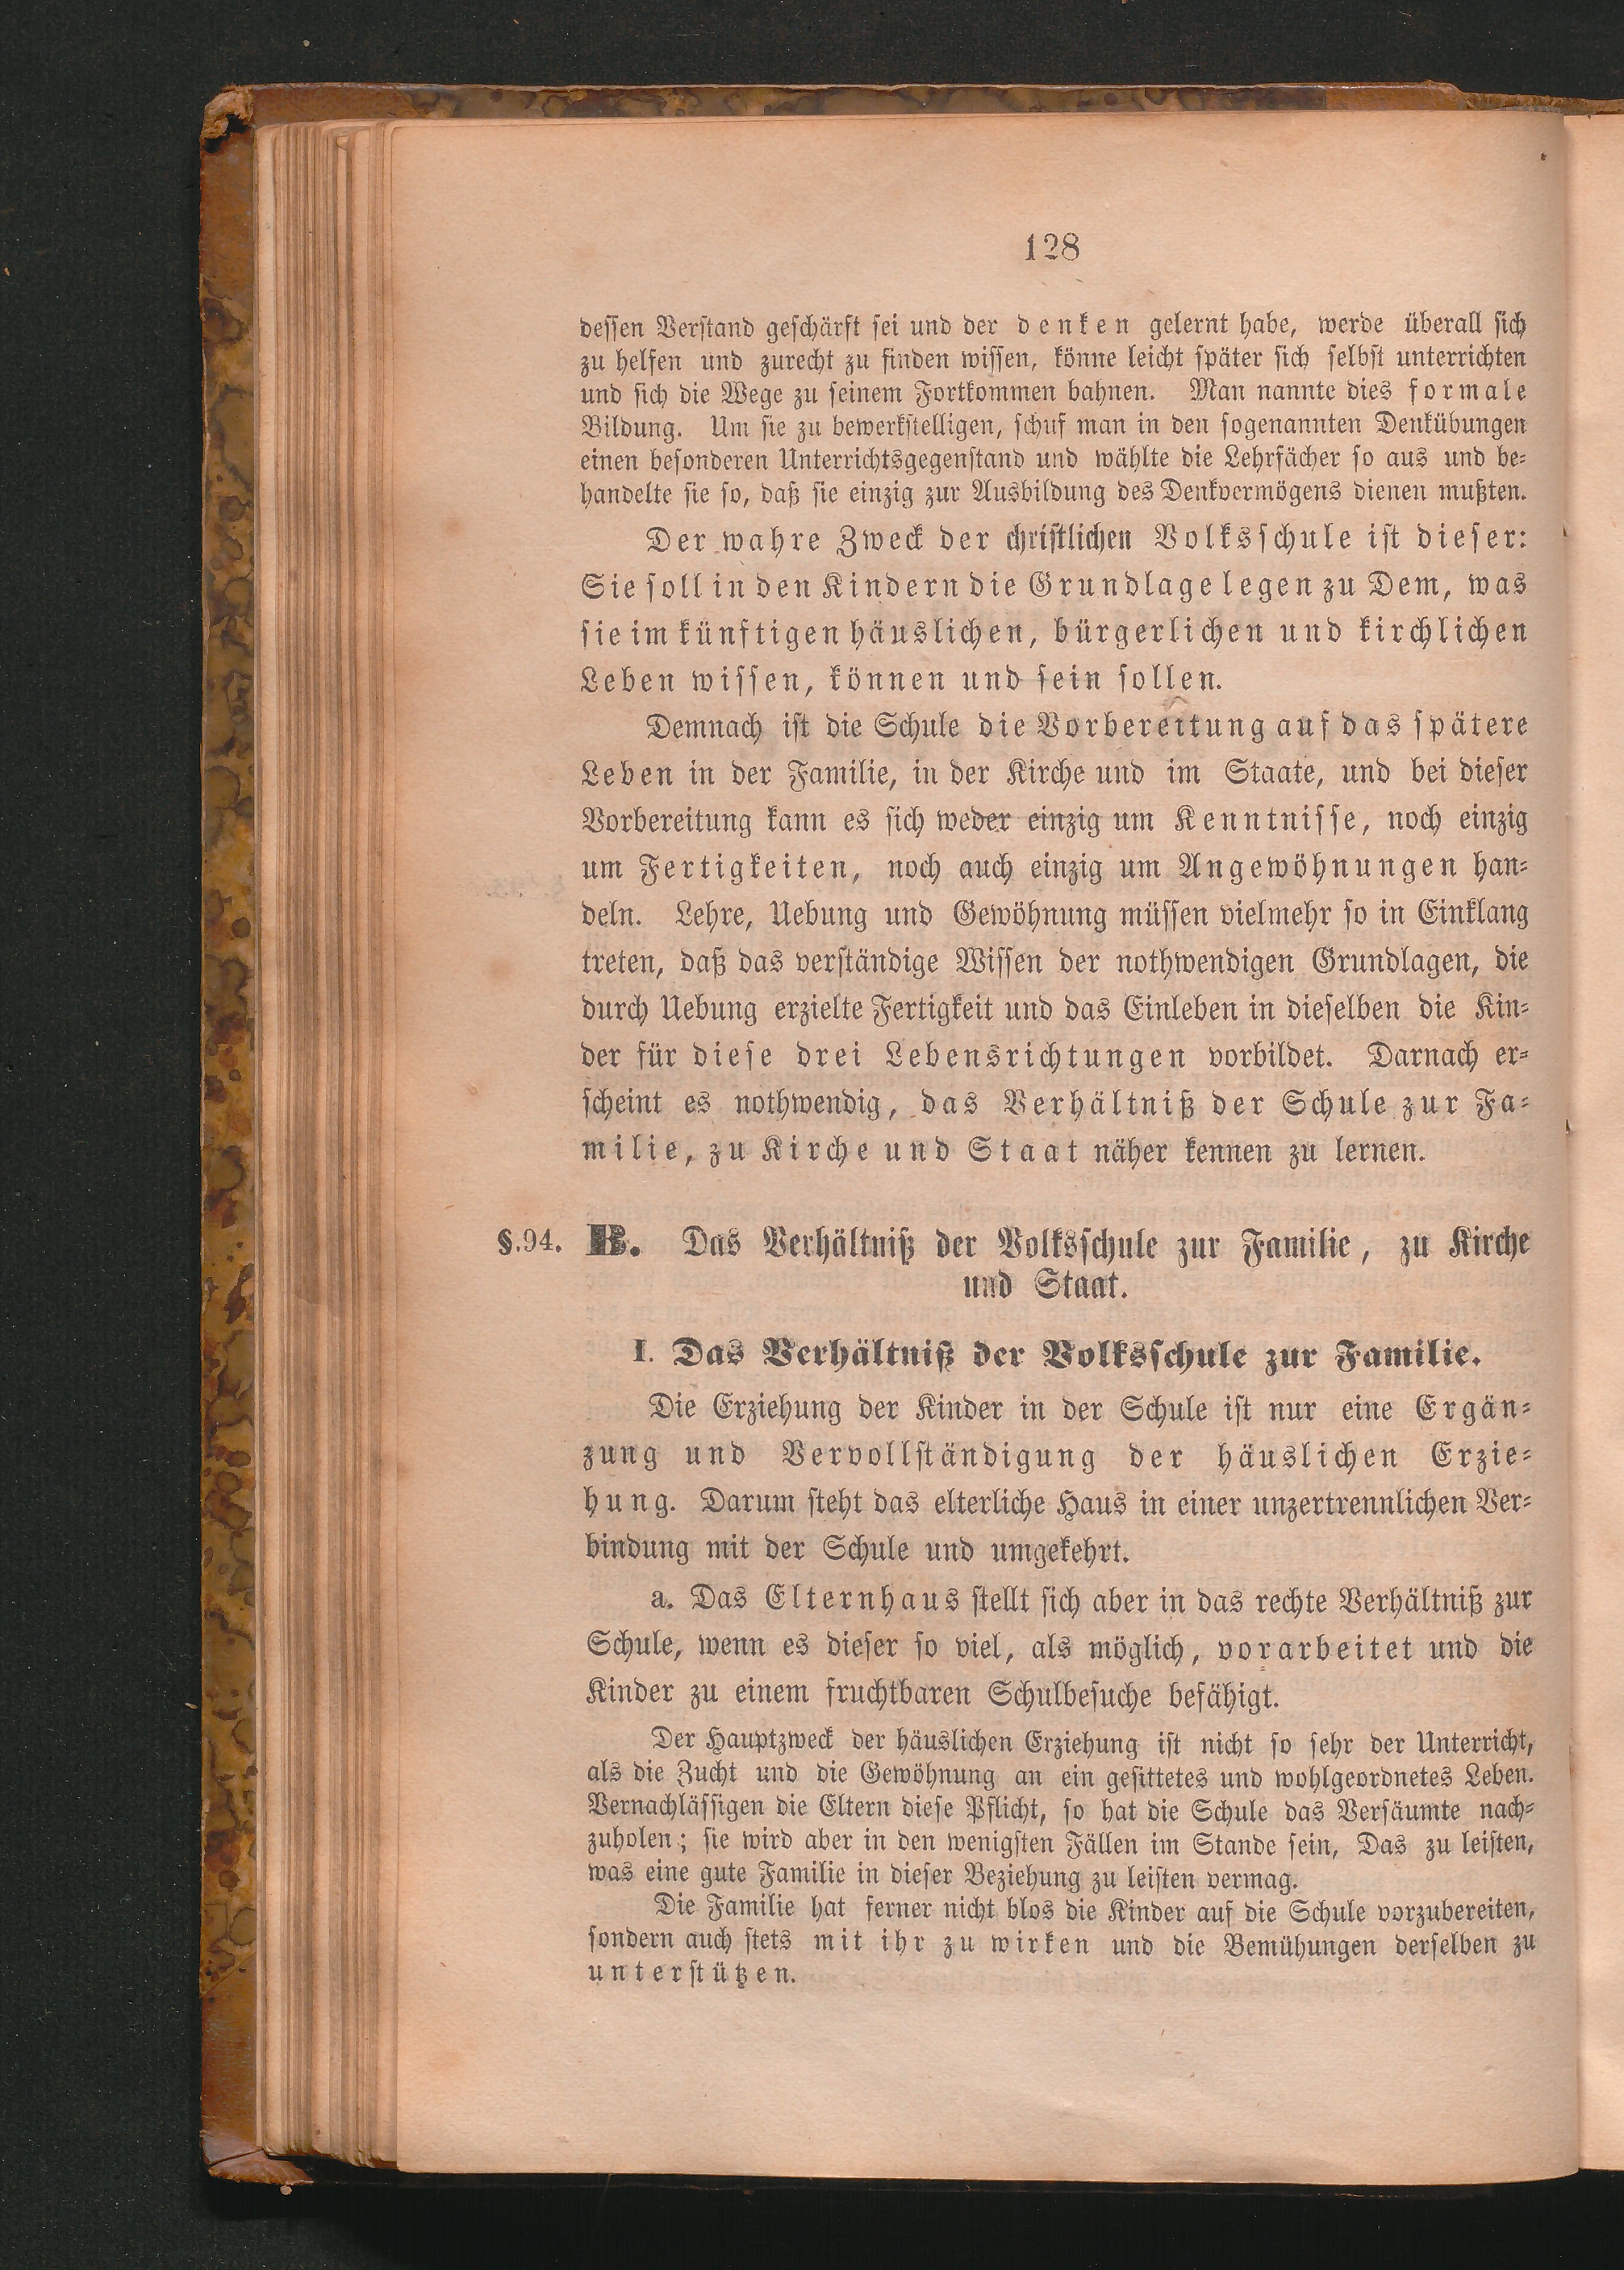 128
dessen Verstand geschärft sei und der denken gelernt habe, werde überall sich
zu helfen und zurecht zu finden wissen, könne leicht später sich selbst unterrichten
und sich die Wege zu seinem Fortkommen bahnen. Man nannte dies formale
Bildung. Um sie zu bewerkstelligen, schuf man in den sogenannten Denkübungen
einen besonderen Unterrichtsgegenstand und wählte die Lehrfächer so aus und be-
handelte sie so, daß sie einzig zur Ausbildung des Denkvermögens dienen mußten.
Der wahre Zweck der christlichen Volksschule ist dieser:
Sie soll in den Kindern die Grundlage legen zu Dem, was
sie im künftigen häuslichen, bürgerlichen und kirchlichen
Leben wissen, können und sein sollen.
Demnach ist die Schule die Vorbereitung auf das spätere
Leben in der Familie, in der Kirche und im Staate, und bei dieser
Vorbereitung kann es sich weder einzig um Kenntnisse, noch einzig
um Fertigkeiten, noch auch einzig um Angewöhnungen han-
deln. Lehre, Uebung und Gewöhnung müssen vielmehr so in Einklang
treten, daß das verständige Wissen der nothwendigen Grundlagen, die
durch Uebung erzielte Fertigkeit und das Einleben in dieselben die Kin-
der für diese drei Lebensrichtungen vorbildet. Darnach er-
scheint es nothwendig, das Verhältniß der Schule zur Fa-
milie, zu Kirche und Staat näher kennen zu lernen.
§.94. B. Das Verhältniß der Volksschule zur Familie, zu Kirche
und Staat.
I. Das Verhältniß der Volksschule zur Familie.
Die Erziehung der Kinder in der Schule ist nur eine Ergän-
zung und Vervollständigung der häuslichen Erzie-
hung. Darum steht das elterliche Haus in einer unzertrennlichen Ver-
bindung mit der Schule und umgekehrt.
a. Das Elternhaus stellt sich aber in das rechte Verhältniß zur
Schule, wenn es dieser so viel, als möglich, vorarbeitet und die
Kinder zu einem fruchtbaren Schulbesuche befähigt.
Der Hauptzweck der häuslichen Erziehung ist nicht so sehr der Unterricht,
als die Zucht und die Gewöhnung an ein gesittetes und wohlgeordnetes Leben.
Vernachlässigen die Eltern diese Pflicht, so hat die Schule das Versäumte nach-
zuholen; sie wird aber in den wenigsten Fällen im Stande sein, Das zu leisten,
was eine gute Familie in dieser Beziehung zu leisten vermag.
Die Familie hat ferner nicht blos die Kinder auf die Schule vorzubereiten,
sondern auch stets mit ihr zu wirken und die Bemühungen derselben zu
unterstützen.